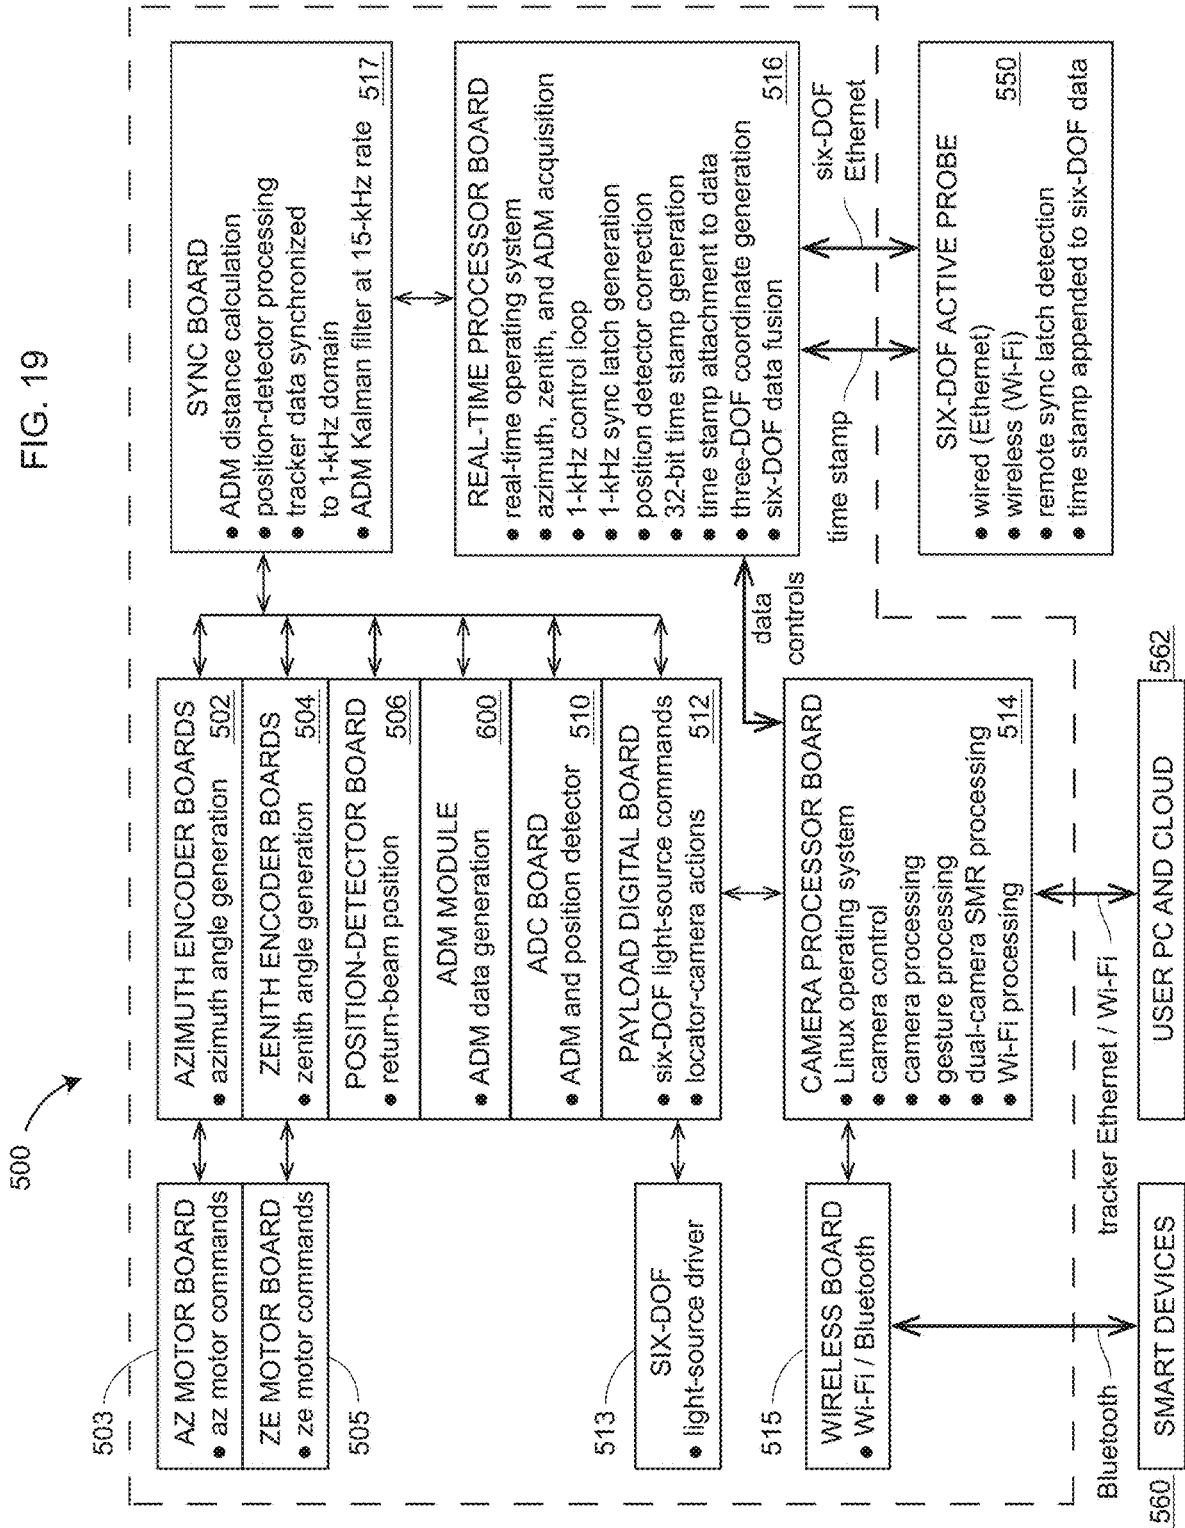 FIG. 19
500
503
AZ MOTOR BOARD
• az motor commands
ZE MOTOR BOARD
• ze motor commands
505
513
SIX-DOF
• light-source driver
515
WIRELESS BOARD
• Wi-Fi / Bluetooth
Bluetooth
560
SMART DEVICES
AZIMUTH ENCODER BOARDS
• azimuth angle generation 502
ZENITH ENCODER BOARDS
• zenith angle generation 504
POSITION-DETECTOR BOARD
• return-beam position 506
ADM MODULE
• ADM data generation 600
ADC BOARD
• ADM and position detector 510
PAYLOAD DIGITAL BOARD
• six-DOF light-source commands
• locator-camera actions 512
CAMERA PROCESSOR BOARD
• Linux operating system
• camera control
• camera processing
• gesture processing
• dual-camera SMR processing
• Wi-Fi processing 514
tracker Ethernet / Wi-Fi
USER PC AND CLOUD
562
data
controls
SYNC BOARD
• ADM distance calculation
• position-detector processing
• tracker data synchronized
to 1-kHz domain
• ADM Kalman filter at 15-kHz rate 517
REAL-TIME PROCESSOR BOARD
• real-time operating system
• azimuth, zenith, and ADM acquisition
• 1-kHz control loop
• 1-kHz sync latch generation
• position detector correction
• 32-bit time stamp generation
• time stamp attachment to data
• three-DOF coordinate generation
• six-DOF data fusion 516
time stamp
six-DOF
Ethernet
SIX-DOF ACTIVE PROBE
• wired (Ethernet) 550
• wireless (Wi-Fi)
• remote sync latch detection
• time stamp appended to six-DOF data